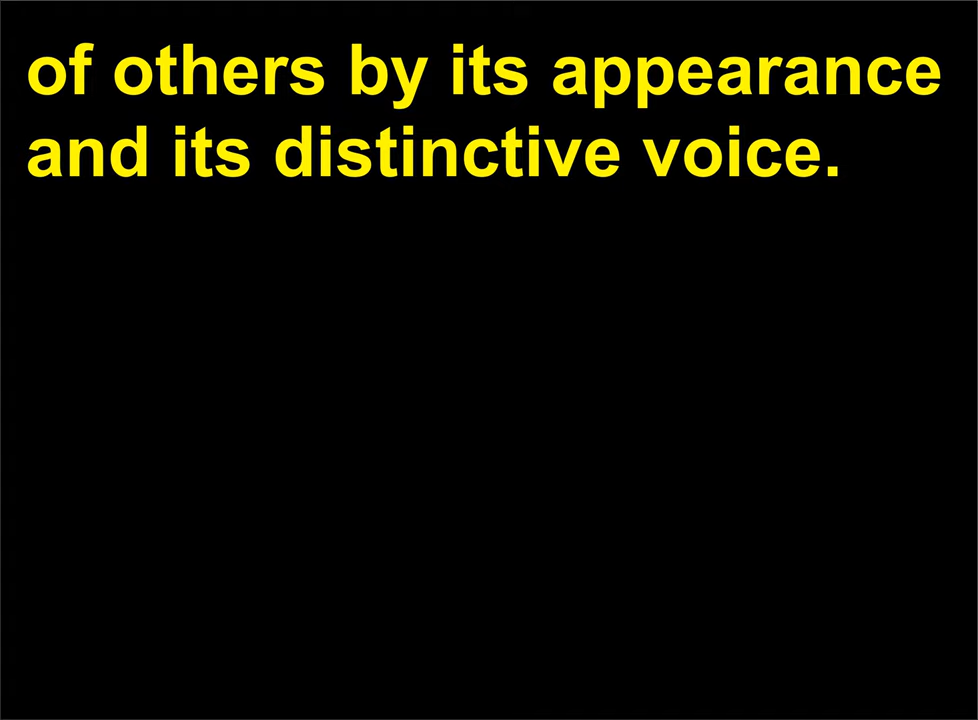 of others by its appearance
and its distinctive voice.